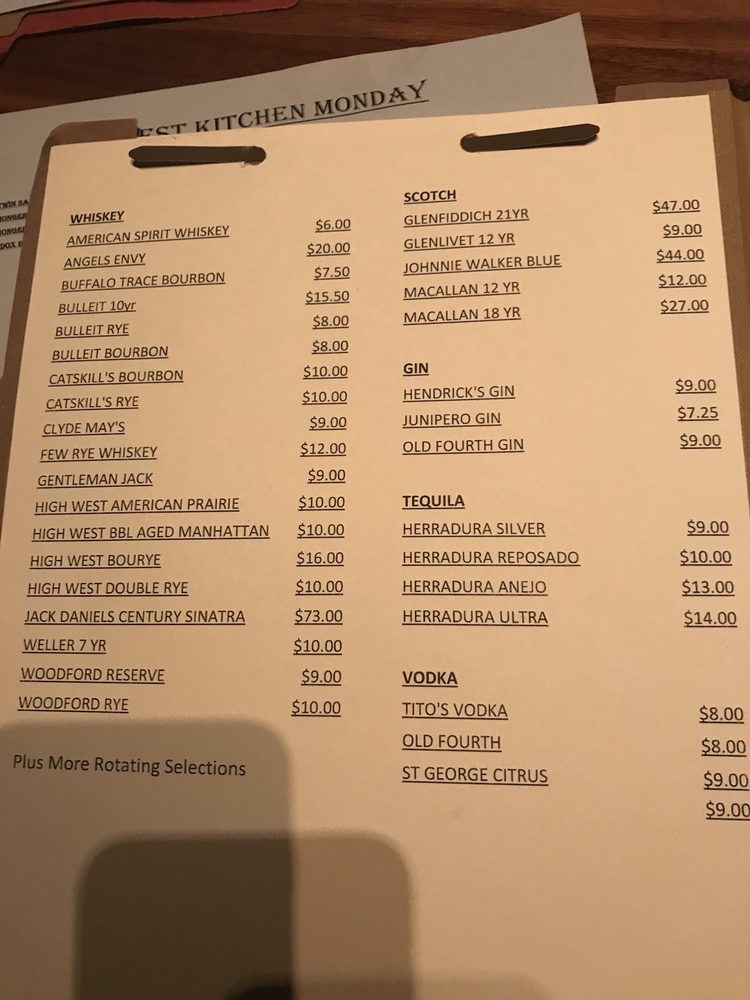 EST KITCHEN MONDAY
TWIN SA
WHISKEY
AMERICAN SPIRIT WHISKEY $6.00
ANGELS ENVY $20.00
BUFFALO TRACE BOURBON $7.50
BULLEIT 10yr $15.50
BULLEIT RYE $8.00
BULLEIT BOURBON $8.00
CATSKILL'S BOURBON $10.00
CATSKILL'S RYE $10.00
CLYDE MAY'S $9.00
FEW RYE WHISKEY $12.00
GENTLEMAN JACK $9.00
HIGH WEST AMERICAN PRAIRIE $10.00
HIGH WEST BBL AGED MANHATTAN $10.00
HIGH WEST BOURYE $16.00
HIGH WEST DOUBLE RYE $10.00
JACK DANIELS CENTURY SINATRA $73.00
WELLER 7 YR $10.00
WOODFORD RESERVE $9.00
WOODFORD RYE $10.00
Plus More Rotating Selections
SCOTCH
GLENFIDDICH 21YR $47.00
GLENLIVET 12 YR $9.00
JOHNNIE WALKER BLUE $44.00
MACALLAN 12 YR $12.00
MACALLAN 18 YR $27.00
GIN
HENDRICK'S GIN $9.00
JUNIPERO GIN $7.25
OLD FOURTH GIN $9.00
TEQUILA
HERRADURA SILVER $9.00
HERRADURA REPOSADO $10.00
HERRADURA ANEJO $13.00
HERRADURA ULTRA $14.00
VODKA
TITO'S VODKA $8.00
OLD FOURTH $8.00
ST GEORGE CITRUS $9.00
$9.00